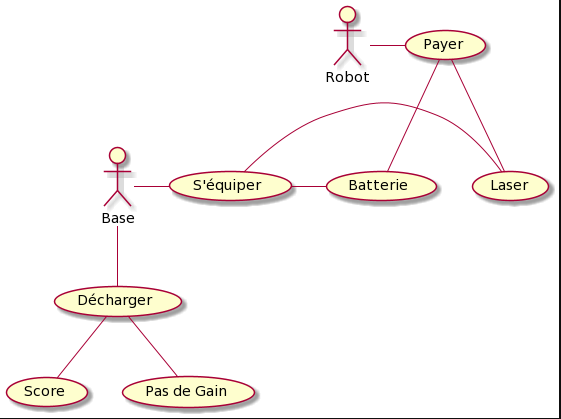 Payer
Robot
S'équiper
Batterie
Laser
Base
Décharger
Score
Pas de Gain